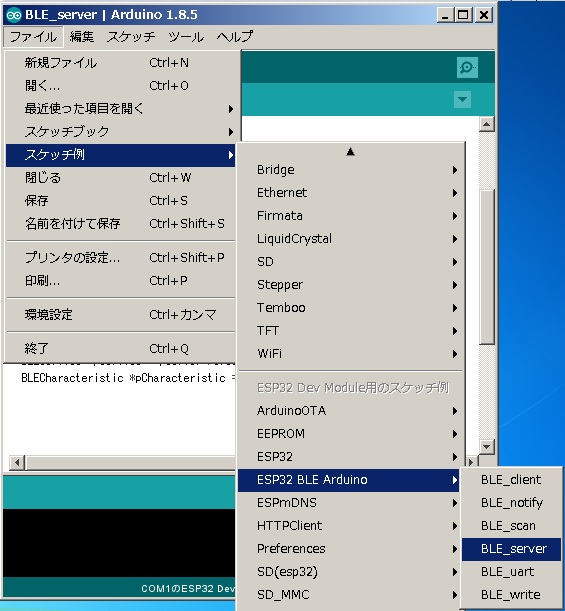 BLE_server | Arduino 1.8.5
ファイル 編集 スケッチ ツール ヘルプ
新規ファイル Ctrl+N
開く... Ctrl+O
最近使った項目を開く
スケッチブック
スケッチ例
閉じる Ctrl+W
保存 Ctrl+S
名前を付けて保存 Ctrl+Shift+S
プリンタの設定... Ctrl+Shift+P
印刷... Ctrl+P
環境設定 Ctrl+カンマ
終了 Ctrl+Q
Bridge
Ethernet
Firmata
LiquidCrystal
SD
Stepper
Temboo
TFT
WiFi
ESP32 Dev Module用のスケッチ例
ArduinoOTA
EEPROM
ESP32
ESP32 BLE Arduino
ESPmDNS
HTTPClient
Preferences
SD(esp32)
SD_MMC
BLE_client
BLE_notify
BLE_scan
BLE_server
BLE_uart
BLE_write
BLECharacteristic *pCharacteristic =
COM1のESP32 Dev